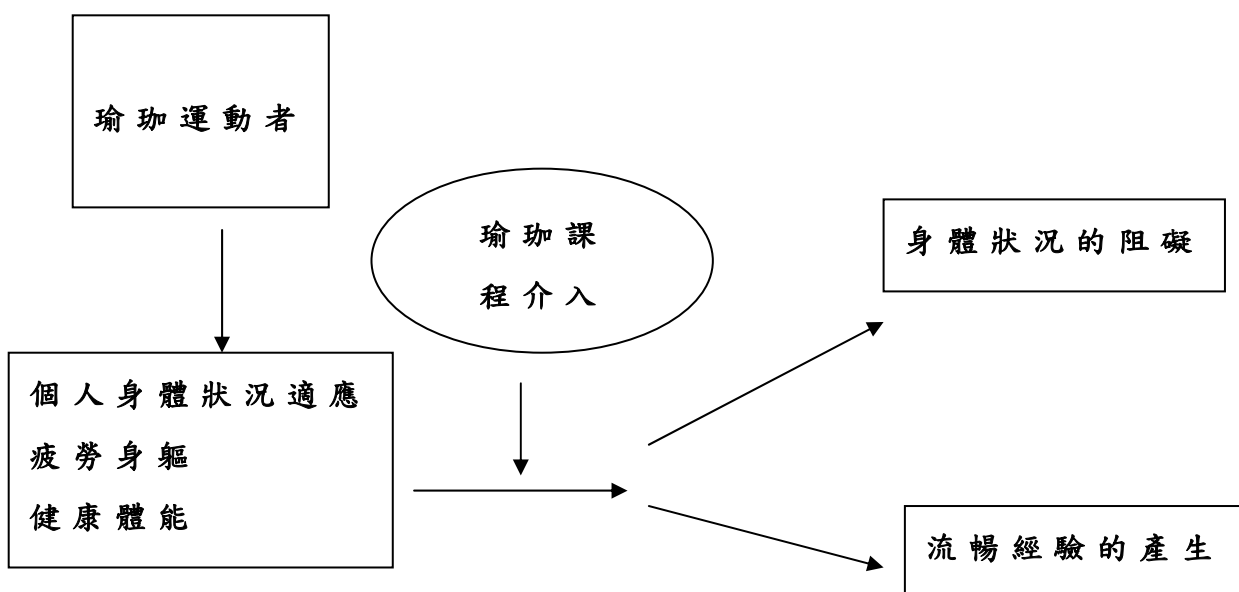 瑜珈運動者
瑜珈課
程介入
身體狀況的阻礙
個人身體狀況適應
疲勞身軀
健康體能
流暢經驗的產生